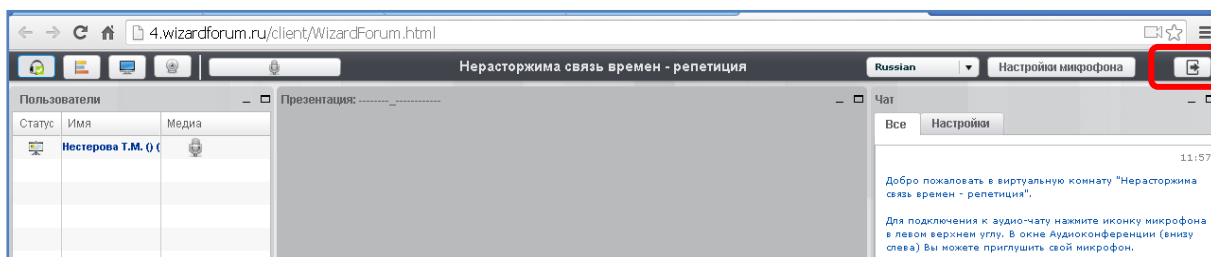 4.wizardforum.ru/client/WizardForum.html
Нерасторжима связь времен - репетиция
Russian
Настройки микрофона
Пользователи
Презентация: --------_------------
Чат
Статус Имя Медиа
Все Настройки
Нестерова Т.М. () (
11:57
Добро пожаловать в виртуальную комнату "Нерасторжима
связь времен - репетиция".
Для подключения к аудио-чату нажмите иконку микрофона
в левом верхнем углу. В окне Аудиоконференции (внизу
слева) Вы можете приглушить свой микрофон.